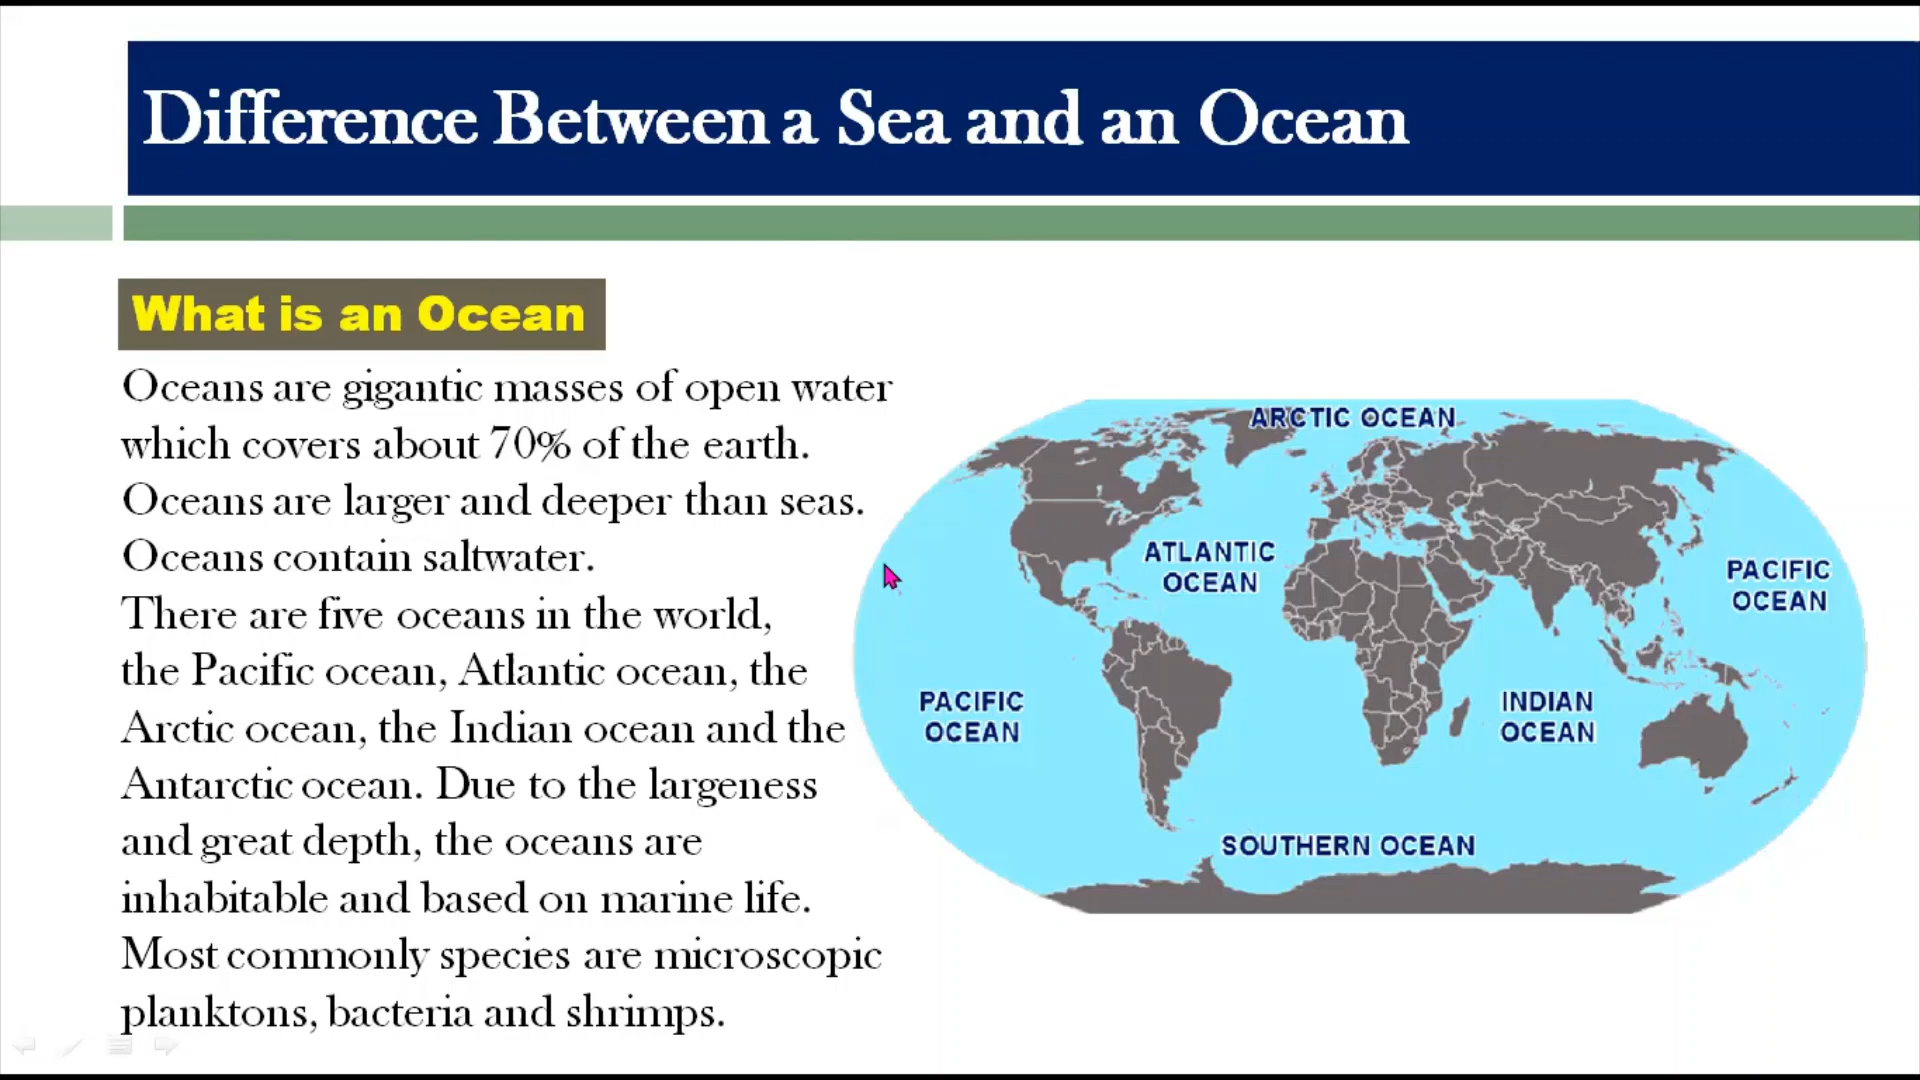 Difference Between a Sea and an Ocean
What is an Ocean
Oceans are gigantic masses of open water
which covers about 70% of the earth.
Oceans are larger and deeper than seas.
Oceans contain saltwater.
There are five oceans in the world,
the Pacific ocean, Atlantic ocean, the
Arctic ocean, the Indian ocean and the
Antarctic ocean. Due to the largeness
and great depth, the oceans are
inhabitable and based on marine life.
Most commonly species are microscopic
planktons, bacteria and shrimps.
ARCTIC OCEAN
ATLANTIC
OCEAN
PACIFIC
OCEAN
PACIFIC
OCEAN
INDIAN
OCEAN
SOUTHERN OCEAN